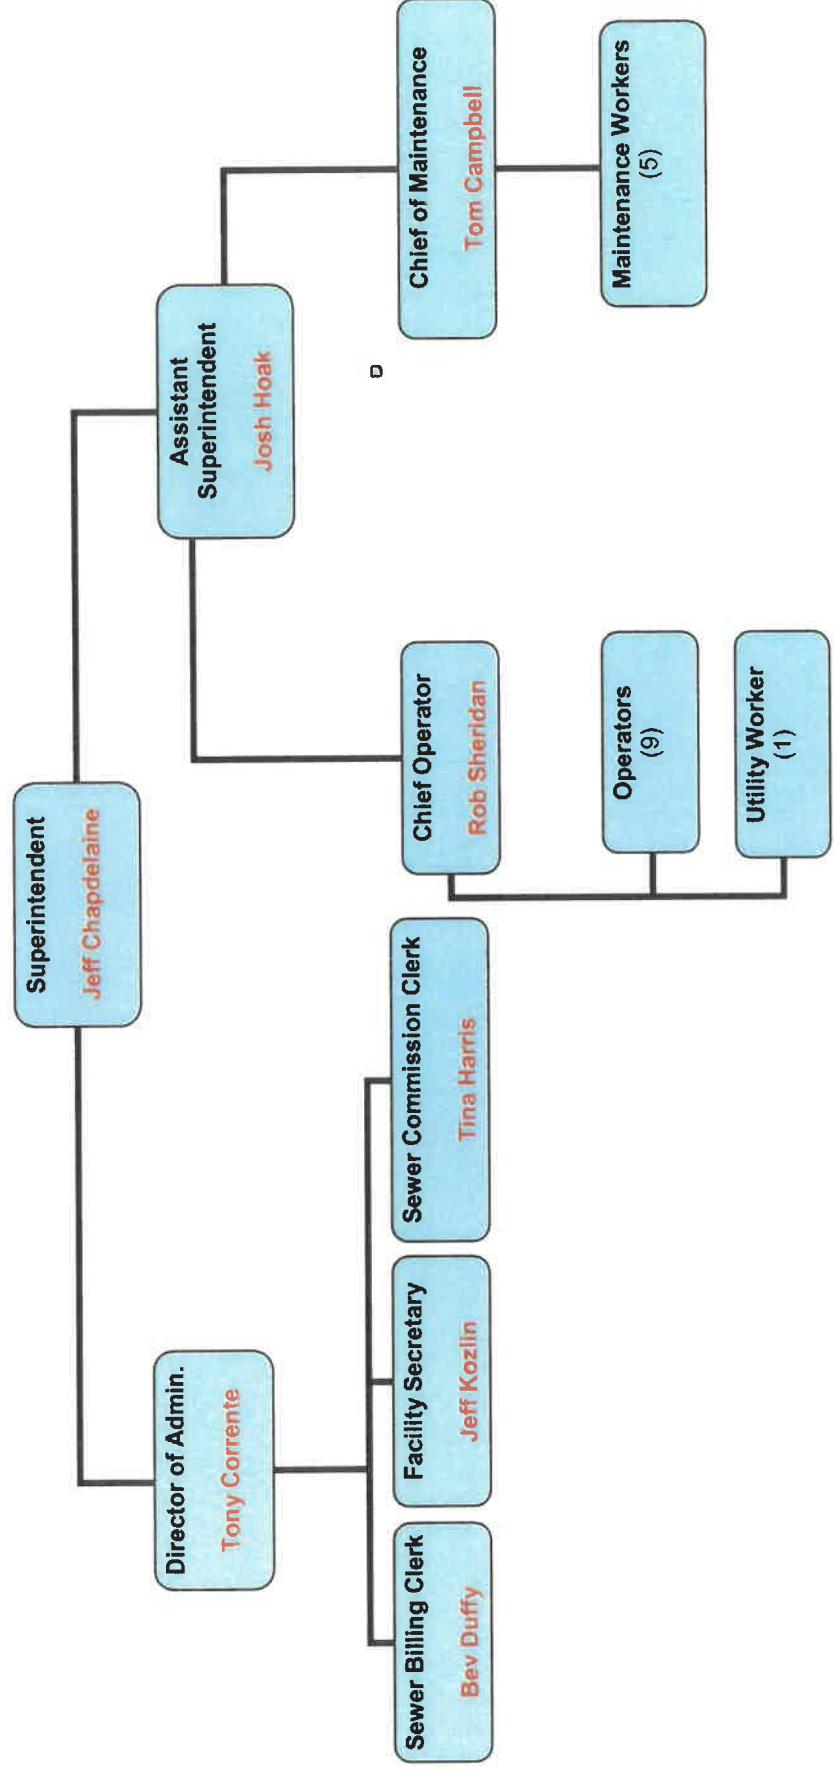 Superintendent
Jeff Chapdelaine
Director of Admin.
Tony Corrente
Assistant
Superintendent
Josh Hoak
Sewer Billing Clerk
Bev Duffy
Facility Secretary
Jeff Kozlin
Sewer Commission Clerk
Tina Harris
Chief Operator
Rob Sheridan
Chief of Maintenance
Tom Campbell
Operators
(9)
Utility Worker
(1)
Maintenance Workers
(5)